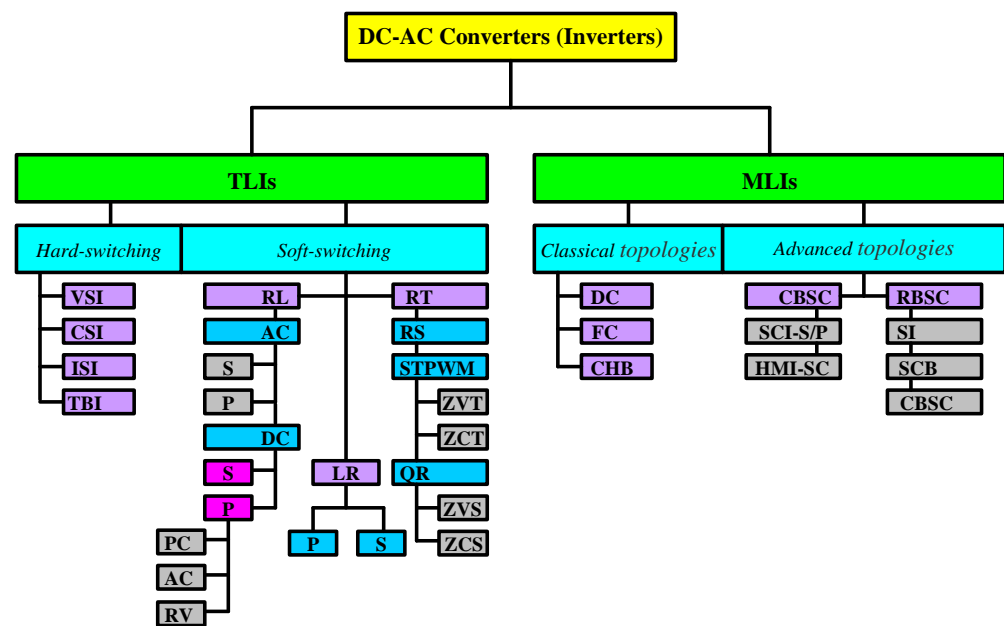 DC-AC Converters (Inverters)
TLIs
MLIs
Hard-switching
Soft-switching
Classical topologies
Advanced topologies
VSI
CSI
ISI
TBI
RL
AC
S
P
DC
S
P
PC
AC
RV
LR
P
S
RT
RS
STPWM
ZVT
ZCT
QR
ZVS
ZCS
DC
FC
CHB
CBSC
SCI-S/P
HMI-SC
RBSC
SI
SCB
CBSC